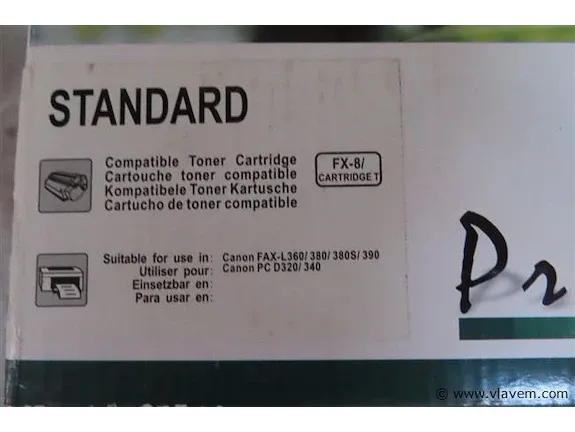 STANDARD
Compatible Toner Cartridge
Cartouche toner compatible
Kompatibele Toner Kartusche
Cartucho de toner compatible
FX-8/
CARTRIDGE T
Suitable for use in: Canon FAX-L360/ 380/ 380S/ 390
Utiliser pour: Canon PC D320/ 340
Einsetzbar en:
Para usar en:
P2
© www.vlavem.com